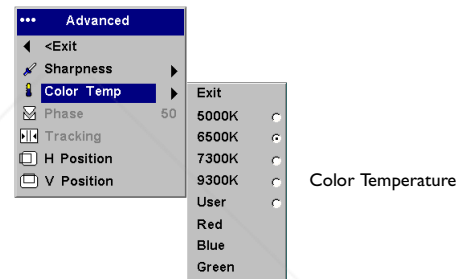 ••• Advanced
<Exit
Sharpness
Color Temp
Phase 50
Tracking
H Position
V Position
Exit
5000K
6500K
7300K
9300K
User
Red
Blue
Green
Color Temperature